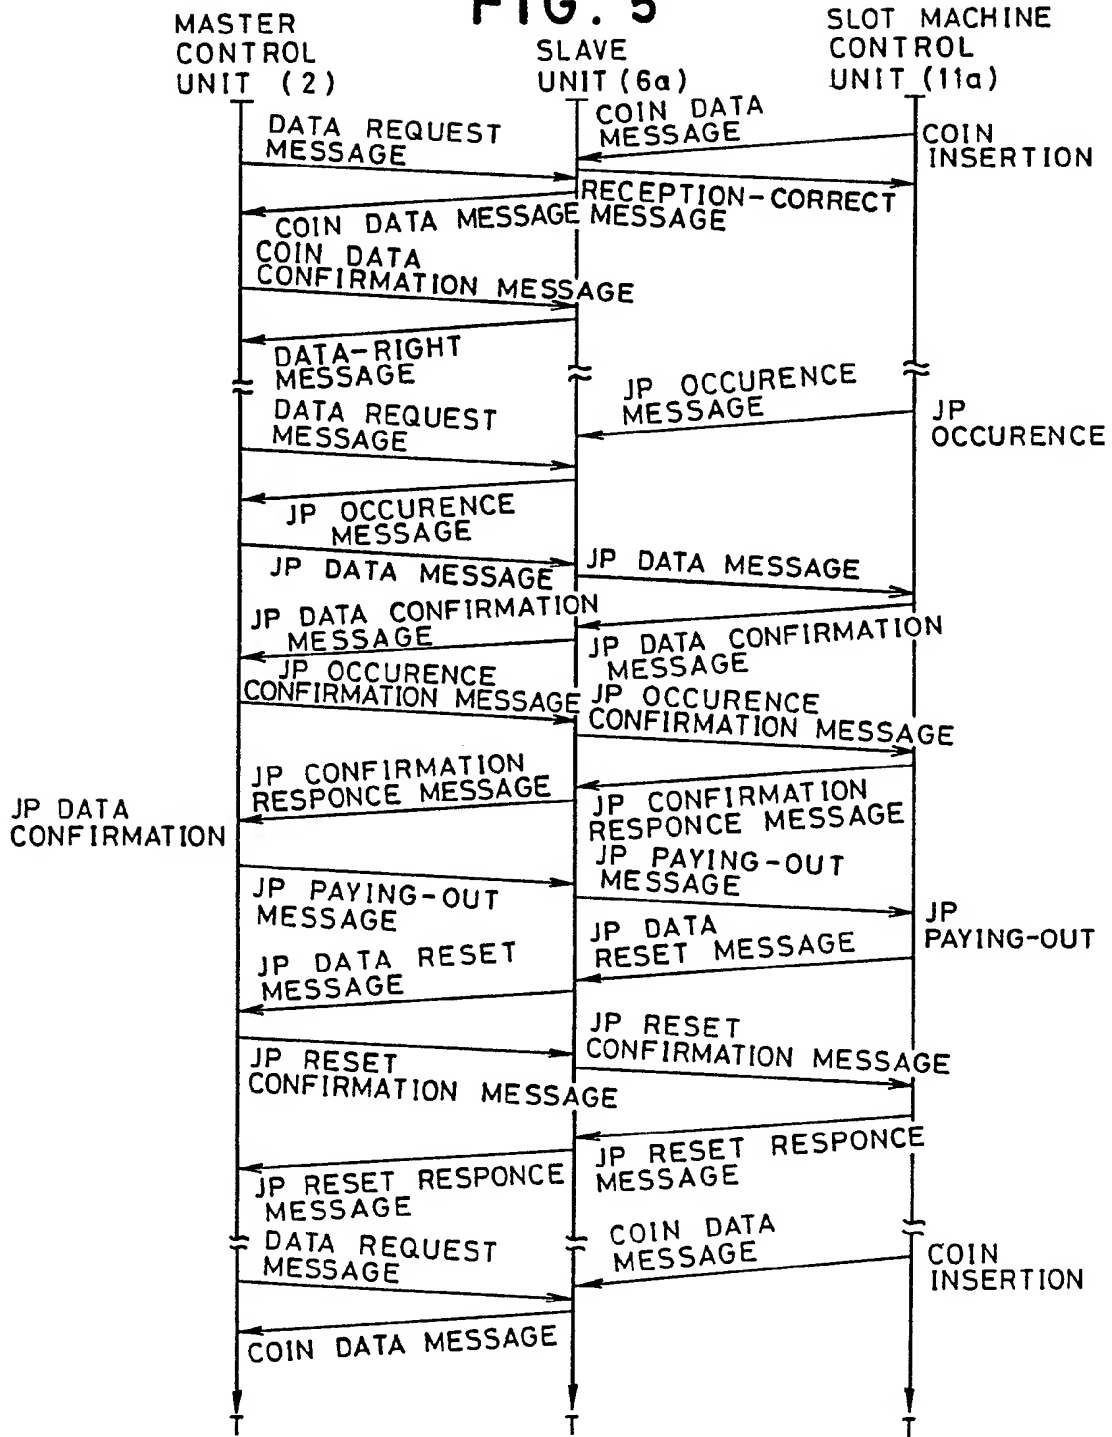 FIG. 5
MASTER
CONTROL
UNIT (2)
SLAVE
UNIT (6a)
SLOT MACHINE
CONTROL
UNIT (11a)
DATA REQUEST
MESSAGE
COIN DATA
MESSAGE
COIN
INSERTION
RECEPTION-CORRECT
MESSAGE
COIN DATA MESSAGE
COIN DATA
CONFIRMATION MESSAGE
DATA-RIGHT
MESSAGE
JP OCCURENCE
MESSAGE
JP
OCCURENCE
DATA REQUEST
MESSAGE
JP OCCURENCE
MESSAGE
JP DATA MESSAGE
JP DATA MESSAGE
JP DATA CONFIRMATION
MESSAGE
JP DATA CONFIRMATION
MESSAGE
JP OCCURENCE
CONFIRMATION MESSAGE
JP OCCURENCE
CONFIRMATION MESSAGE
JP CONFIRMATION
RESPONCE MESSAGE
JP CONFIRMATION
RESPONCE MESSAGE
JP DATA
CONFIRMATION
JP PAYING-OUT
MESSAGE
JP PAYING-OUT
MESSAGE
JP
PAYING-OUT
JP DATA
RESET MESSAGE
JP DATA RESET
MESSAGE
JP RESET
CONFIRMATION MESSAGE
JP RESET
CONFIRMATION MESSAGE
JP RESET RESPONCE
MESSAGE
JP RESET RESPONCE
MESSAGE
DATA REQUEST
MESSAGE
COIN DATA
MESSAGE
COIN
INSERTION
COIN DATA MESSAGE
T
T
T